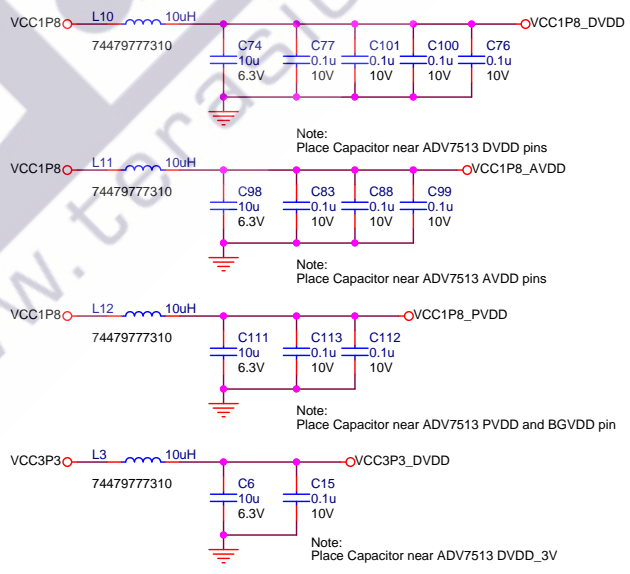 VCC1P8 L10 10uH VCC1P8_DVDD
74479777310
C74 C77 C101 C100 C76
10u 0.1u 0.1u 0.1u 0.1u
6.3V 10V 10V 10V 10V
Note:
Place Capacitor near ADV7513 DVDD pins
VCC1P8 L11 10uH VCC1P8_AVDD
74479777310
C98 C83 C88 C99
10u 0.1u 0.1u 0.1u
6.3V 10V 10V 10V
Note:
Place Capacitor near ADV7513 AVDD pins
VCC1P8 L12 10uH VCC1P8_PVDD
74479777310
C111 C113 C112
10u 0.1u 0.1u
6.3V 10V 10V
Note:
Place Capacitor near ADV7513 PVDD and BGVDD pin
VCC3P3 L3 10uH VCC3P3_DVDD
74479777310
C6 C15
10u 0.1u
6.3V 10V
Note:
Place Capacitor near ADV7513 DVDD_3V
w.terasi